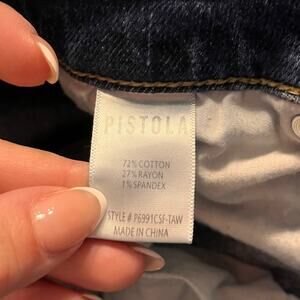 PISTOLA
72% COTTON
27% RAYON
1% SPANDEX
STYLE # P6991CSF-TAW
MADE IN CHINA